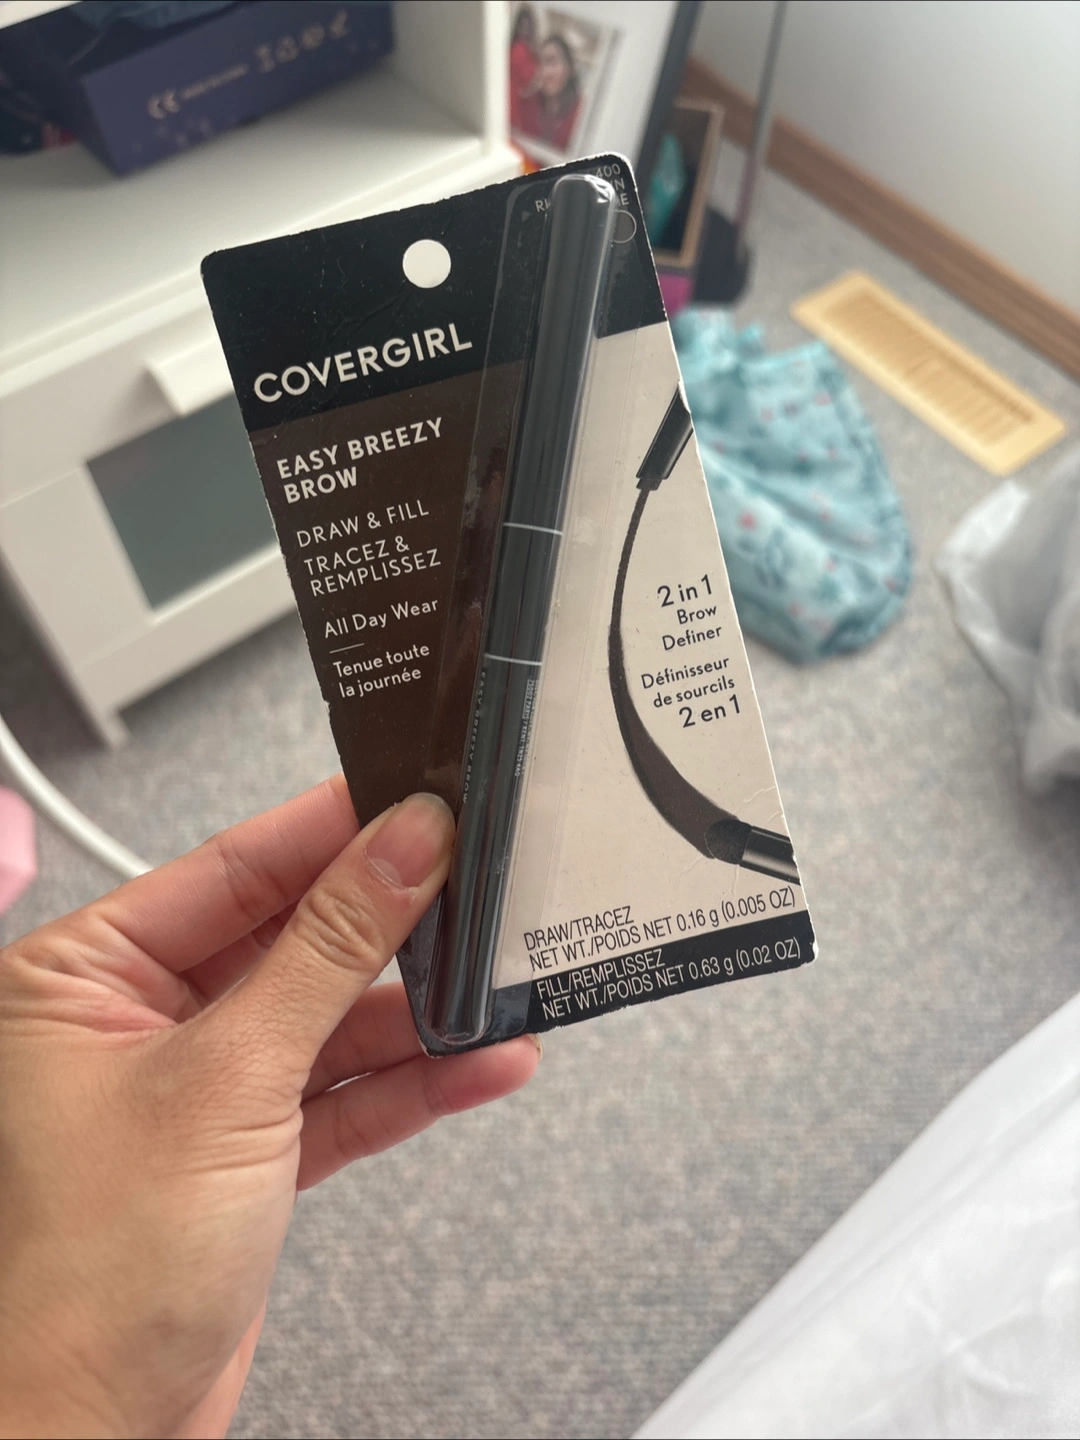 400
COVERGIRL
EASY BREEZY
BROW
DRAW & FILL
TRACEZ &
REMPLISSEZ
All Day Wear
Tenue toute
la journée
2 in 1
Brow
Definer
Définisseur
de sourcils
2 en 1
EASY BREEZY BROW
DRAW/TRACEZ
NET WT./POIDS NET 0.16 g (0.005 OZ)
FILL/REMPLISSEZ
NET WT./POIDS NET 0.63 g (0.02 OZ)
CE